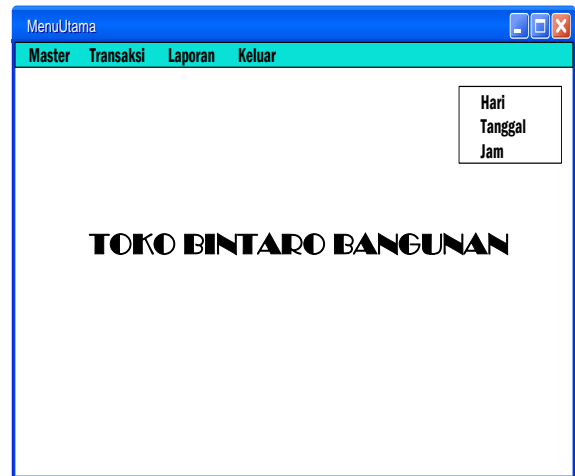 MenuUtama
Master Transaksi Laporan Keluar
Hari
Tanggal
Jam
TOKO BINTARO BANGUNAN